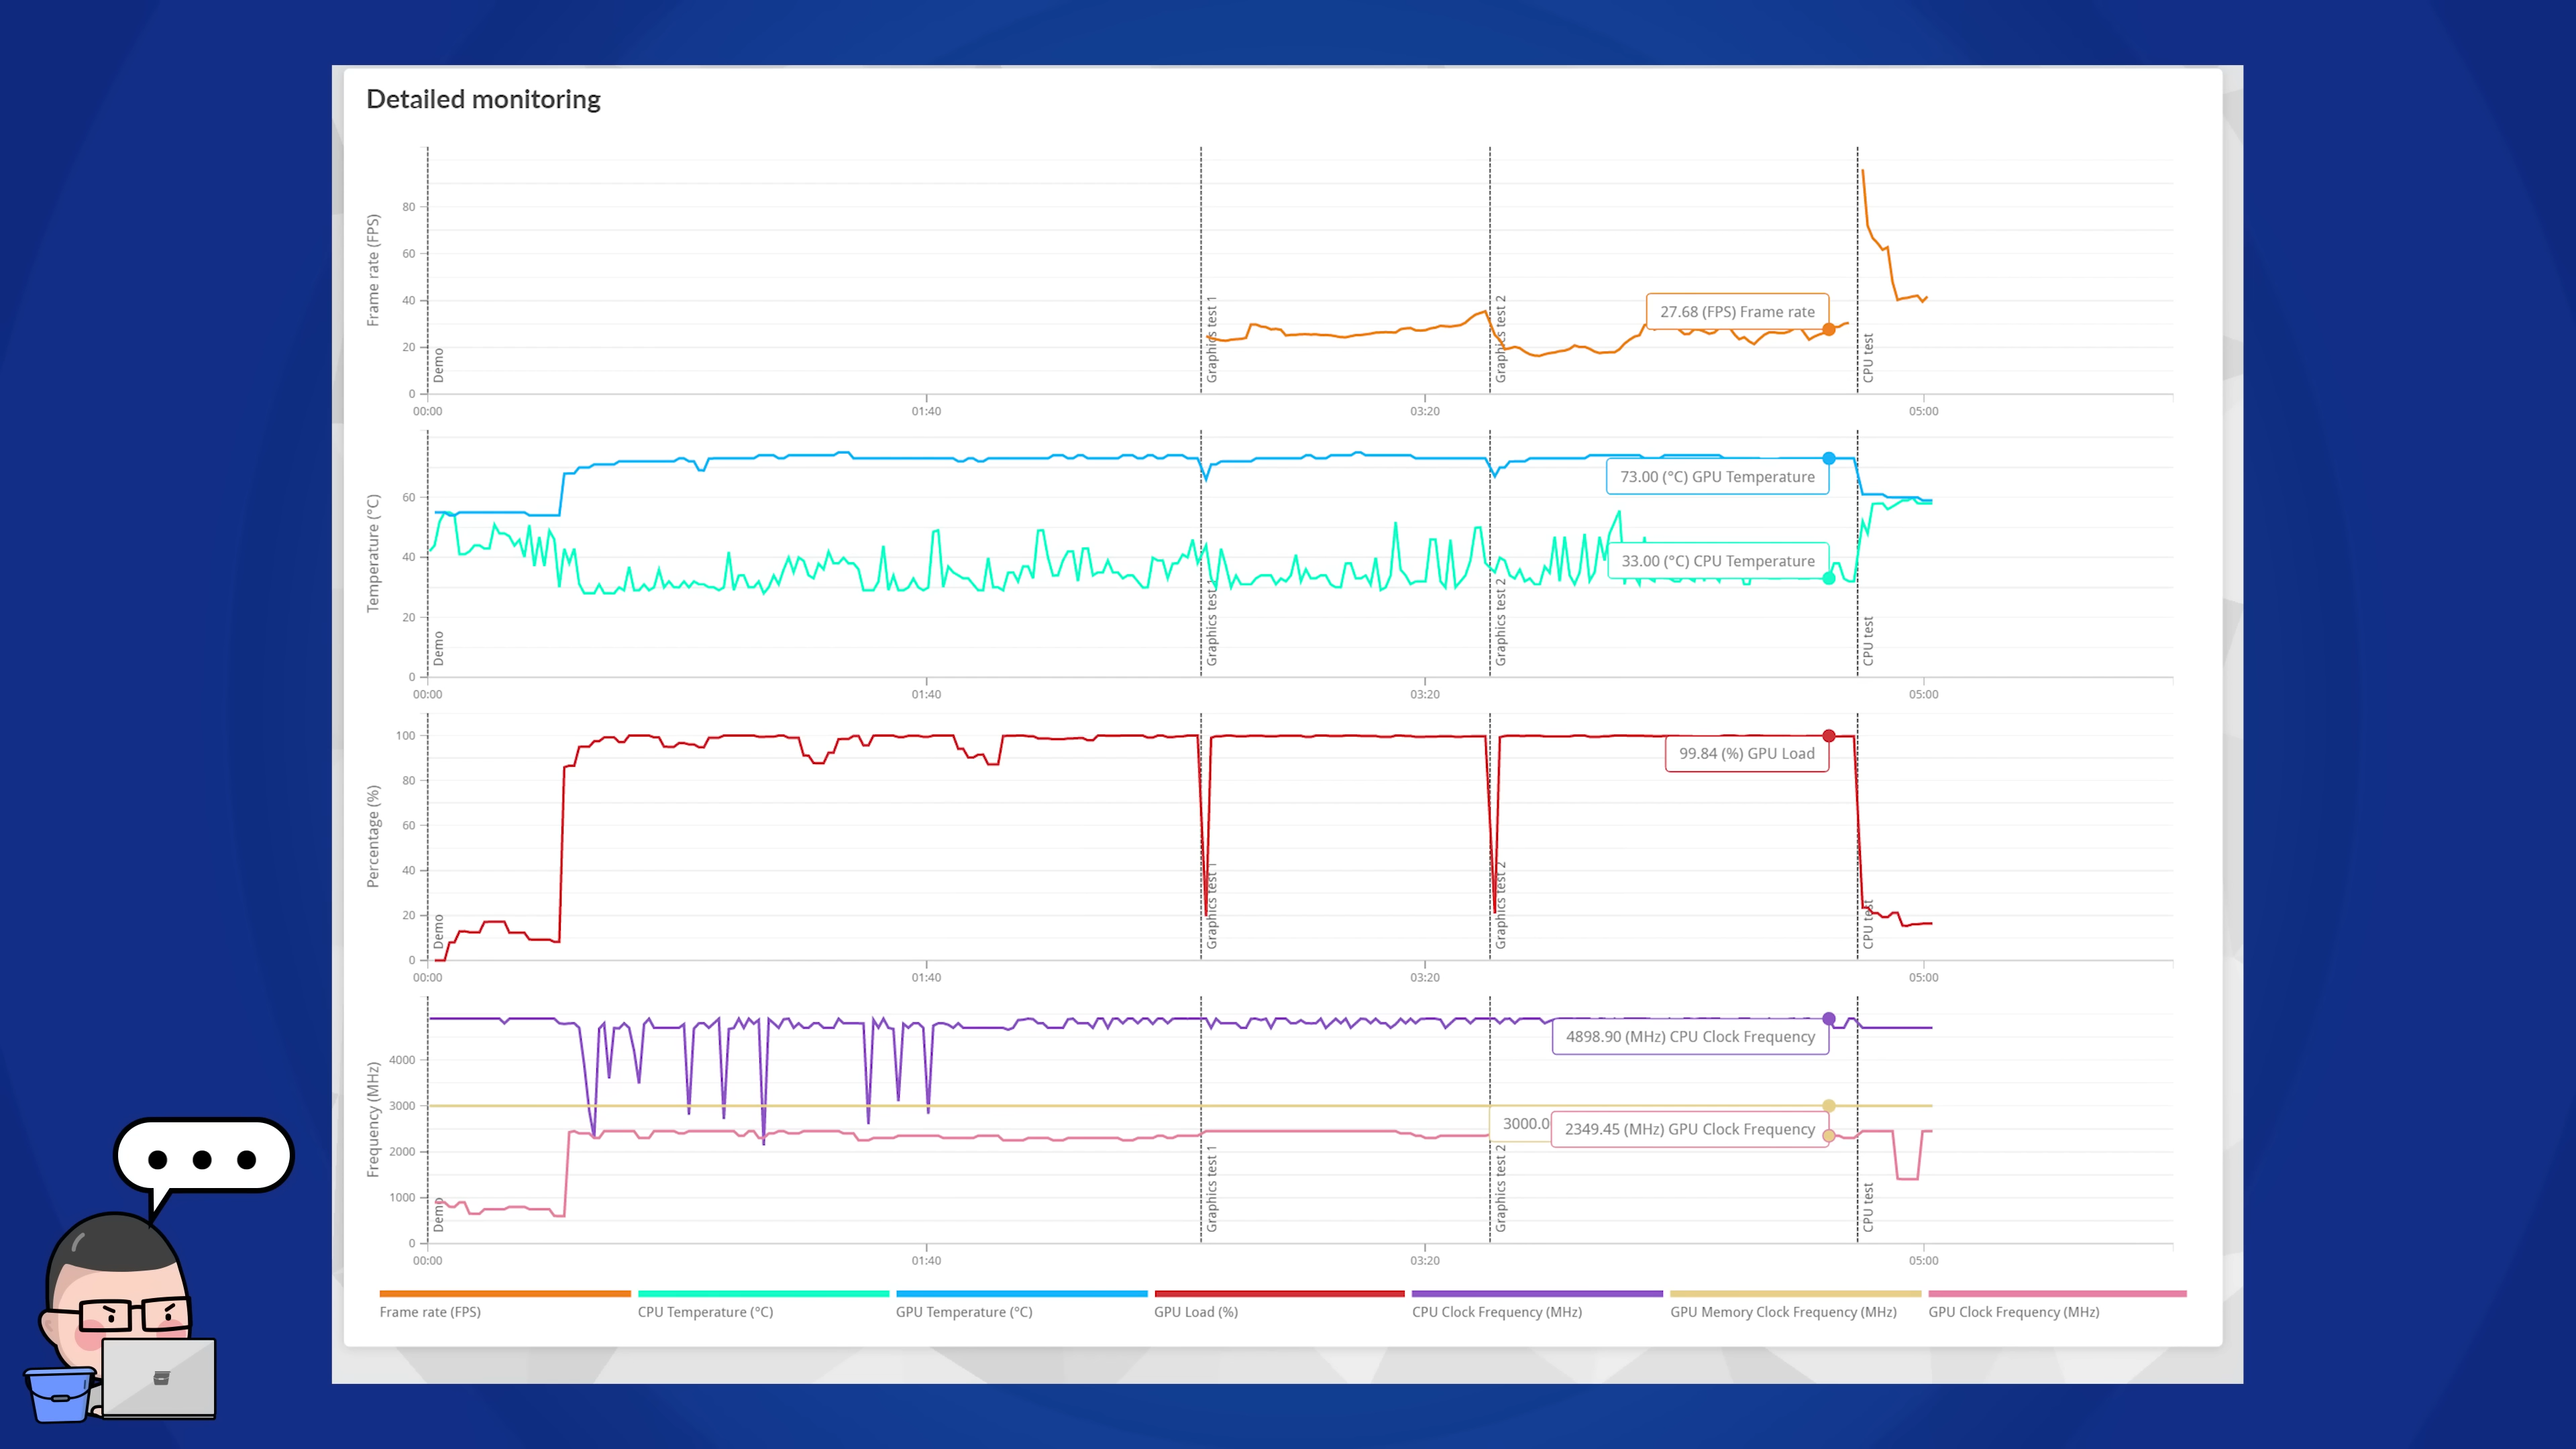 Detailed monitoring
Frame rate (FPS)
80
60
40
20
0
Demo
Graphics test 1
Graphics test 2
CPU test
27.68 (FPS) Frame rate
00:00
01:40
03:20
05:00
Temperature (°C)
60
40
20
0
Demo
Graphics test 1
Graphics test 2
CPU test
73.00 (°C) GPU Temperature
33.00 (°C) CPU Temperature
00:00
01:40
03:20
05:00
Percentage (%)
100
80
60
40
20
0
Demo
Graphics test 1
Graphics test 2
CPU test
99.84 (%) GPU Load
00:00
01:40
03:20
05:00
Frequency (MHz)
4000
3000
2000
1000
0
Demo
Graphics test 1
Graphics test 2
CPU test
4898.90 (MHz) CPU Clock Frequency
3000.0
2349.45 (MHz) GPU Clock Frequency
00:00
01:40
03:20
05:00
Frame rate (FPS)
CPU Temperature (°C)
GPU Temperature (°C)
GPU Load (%)
CPU Clock Frequency (MHz)
GPU Memory Clock Frequency (MHz)
GPU Clock Frequency (MHz)